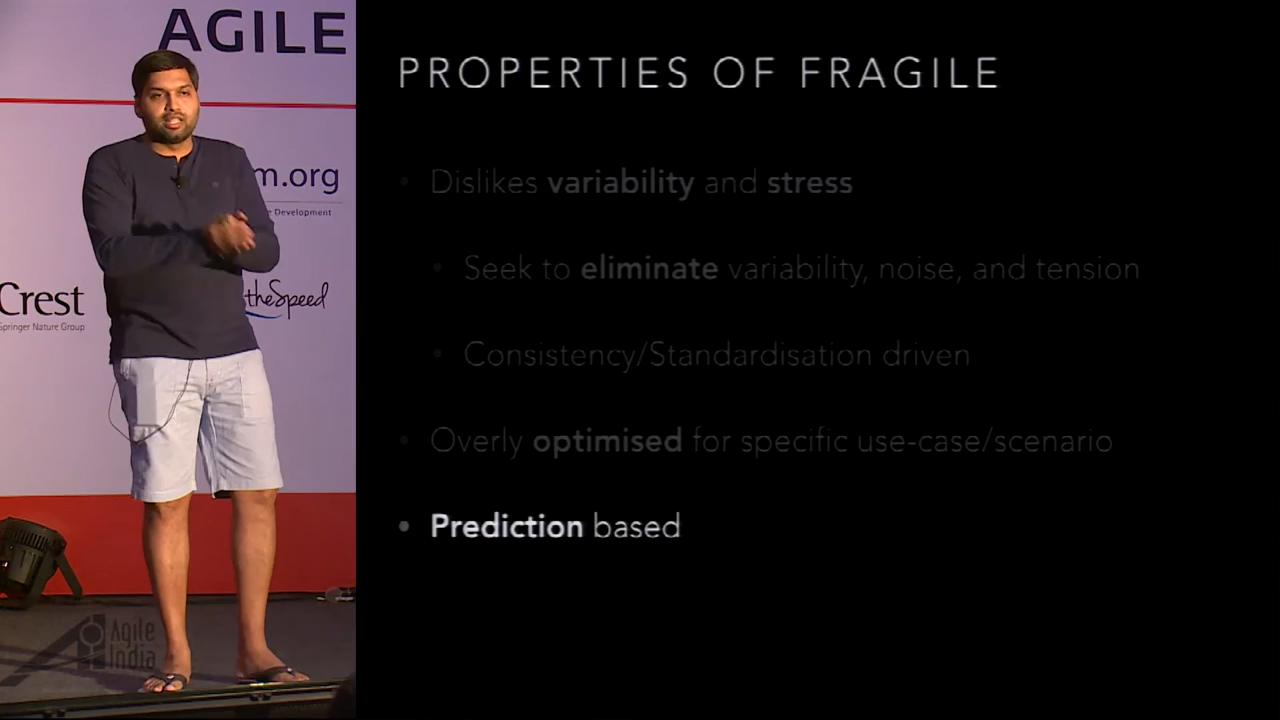 AGILE
m.org
e Development
Crest
Springer Nature Group
theSpeed
Agile
India
PROPERTIES OF FRAGILE
• Dislikes variability and stress
• Seek to eliminate variability, noise, and tension
• Consistency/Standardisation driven
• Overly optimised for specific use-case/scenario
• Prediction based